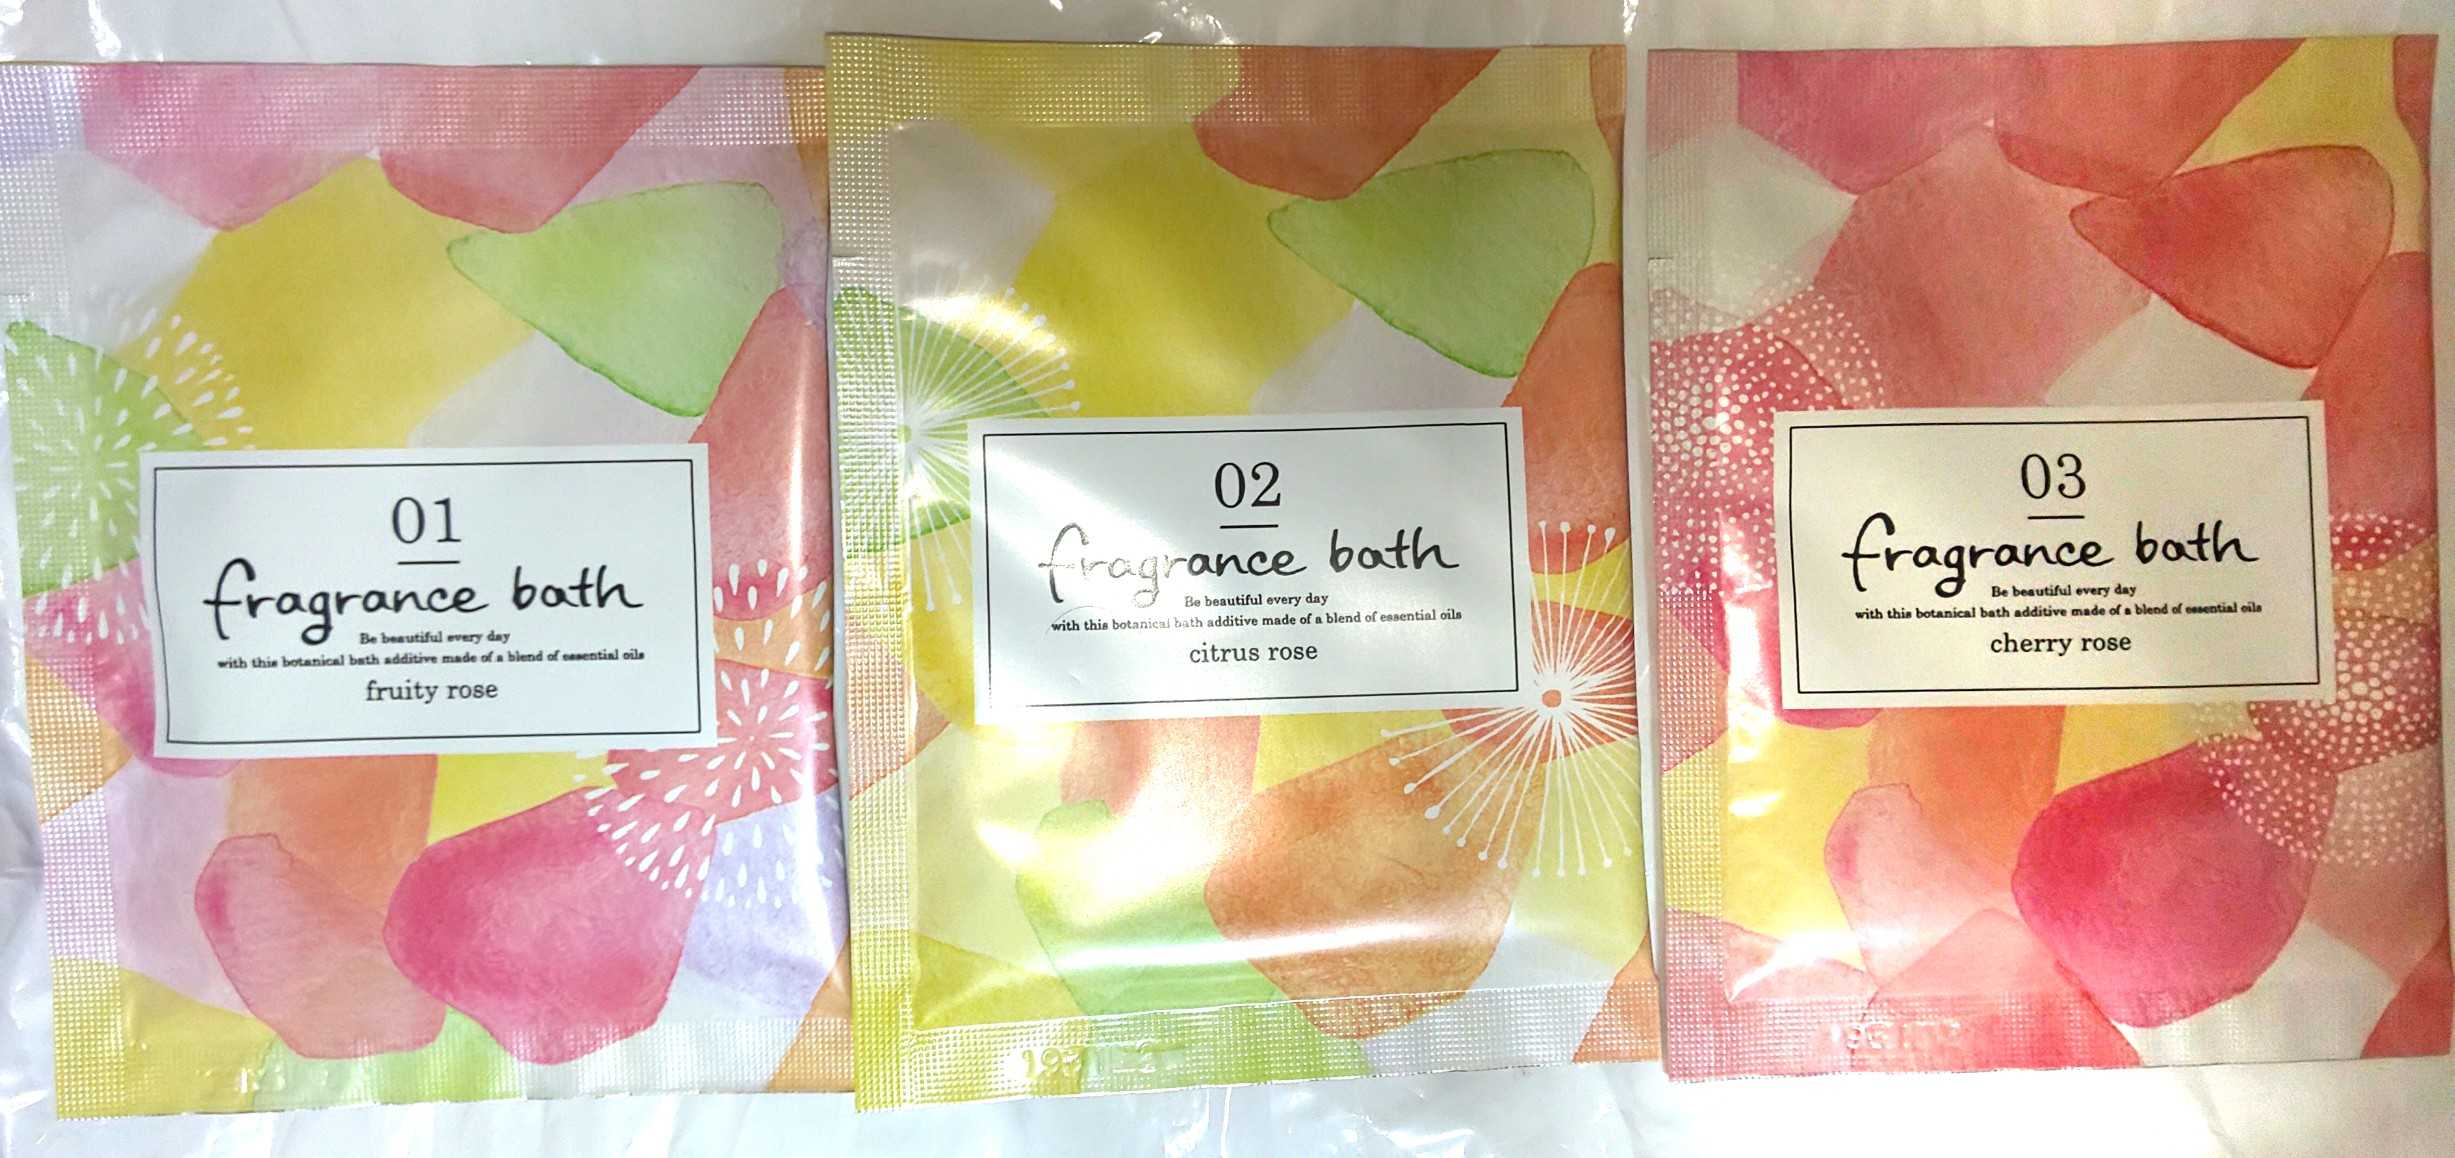 01
fragrance bath
Be beautiful every day
with this botanical bath additive made of a blend of essential oils
fruity rose
02
fragrance bath
Be beautiful every day
with this botanical bath additive made of a blend of essential oils
citrus rose
03
fragrance bath
Be beautiful every day
with this botanical bath additive made of a blend of essential oils
cherry rose